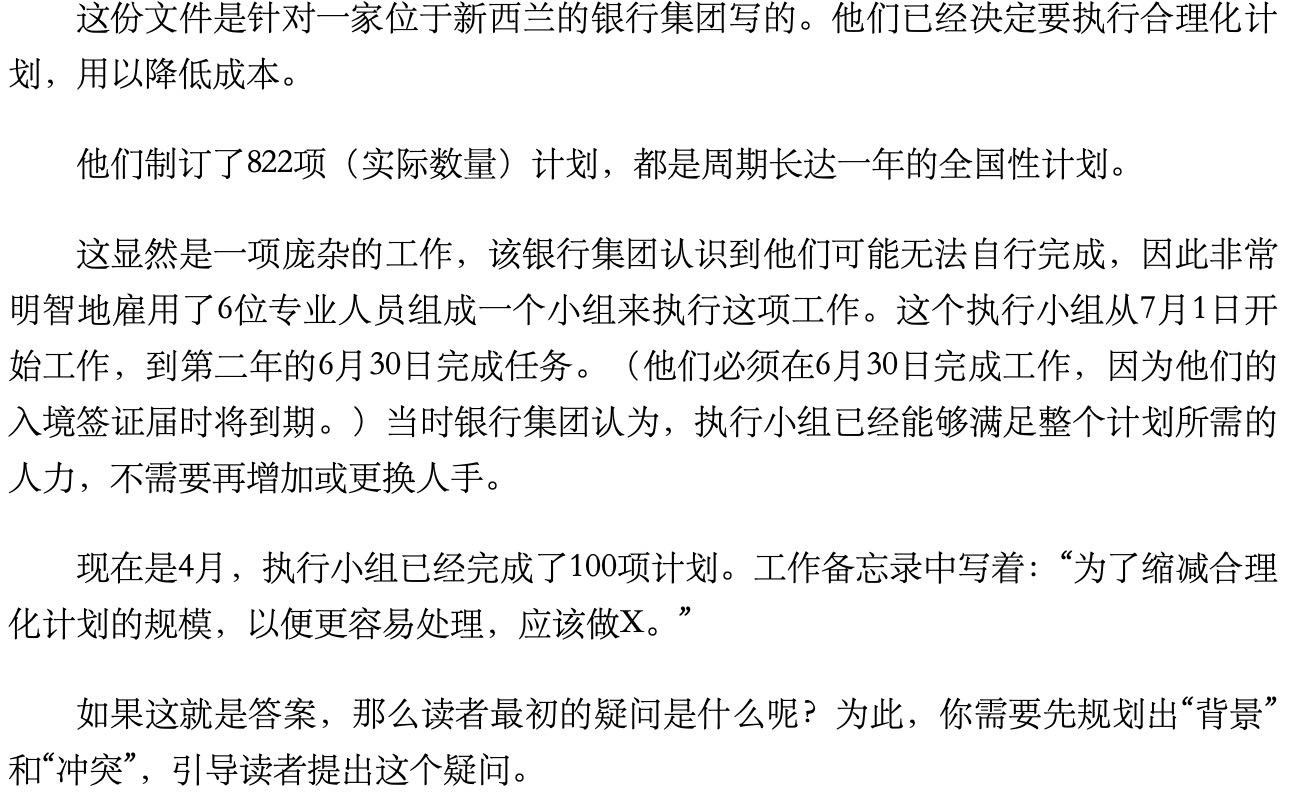 这份文件是针对一家位于新西兰的银行集团写的。他们已经决定要执行合理化计
划，用以降低成本。
他们制订了822项（实际数量）计划，都是周期长达一年的全国性计划。
这显然是一项庞杂的工作，该银行集团认识到他们可能无法自行完成，因此非常
明智地雇用了6位专业人员组成一个小组来执行这项工作。这个执行小组从7月1日开
始工作，到第二年的6月30日完成任务。（他们必须在6月30日完成工作，因为他们的
入境签证届时将到期。）当时银行集团认为，执行小组已经能够满足整个计划所需的
人力，不需要再增加或更换人手。
现在是4月，执行小组已经完成了100项计划。工作备忘录中写着：“为了缩减合理
化计划的规模，以便更容易处理，应该做X。”
如果这就是答案，那么读者最初的疑问是什么呢？为此，你需要先规划出“背景”
和“冲突”，引导读者提出这个疑问。